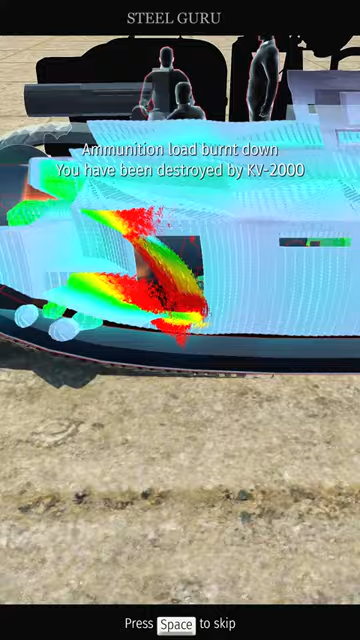 STEEL GURU
Ammunition load burnt down
You have been destroyed by KV-2000
Press Space to skip